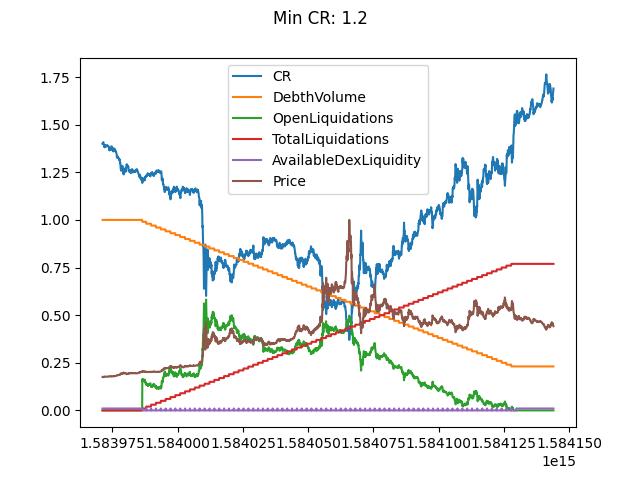 Min CR: 1.2
CR
DebthVolume
OpenLiquidations
TotalLiquidations
AvailableDexLiquidity
Price
1.75
1.50
1.25
1.00
0.75
0.50
0.25
0.00
1.583975 1.584000 1.584025 1.584050 1.584075 1.584100 1.584125 1.584150
1e15